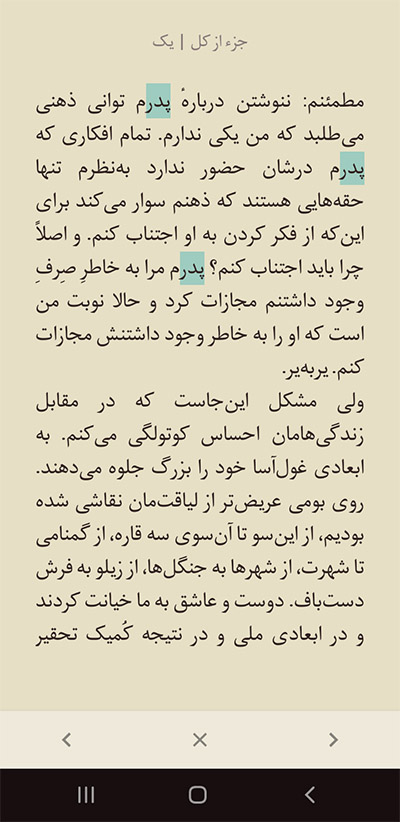 جزء از کل | یک
مطمئنم: ننوشتن دربارهٔ پدرم توانی ذهنی
می‌طلبد که من یکی ندارم. تمام افکاری که
پدرم درشان حضور ندارد به‌نظرم تنها
حقه‌هایی هستند که ذهنم سوار می‌کند برای
این‌که از فکر کردن به او اجتناب کنم. و اصلاً
چرا باید اجتناب کنم؟ پدرم مرا به خاطرِ صِرفِ
وجود داشتنم مجازات کرد و حالا نوبت من
است که او را به خاطر وجود داشتنش مجازات
کنم. یربه‌یر.
ولی مشکل این‌جاست که در مقابل
زندگی‌هامان احساس کوتولگی می‌کنم. به
ابعادی غول‌آسا خود را بزرگ جلوه می‌دهند.
روی بومی عریض‌تر از لیاقت‌مان نقاشی شده
بودیم، از این‌سو تا آن‌سوی سه قاره، از گمنامی
تا شهرت، از شهرها به جنگل‌ها، از زیلو به فرش
دست‌باف. دوست و عاشق به ما خیانت کردند
و در ابعادی ملی و در نتیجه کُمیک تحقیر